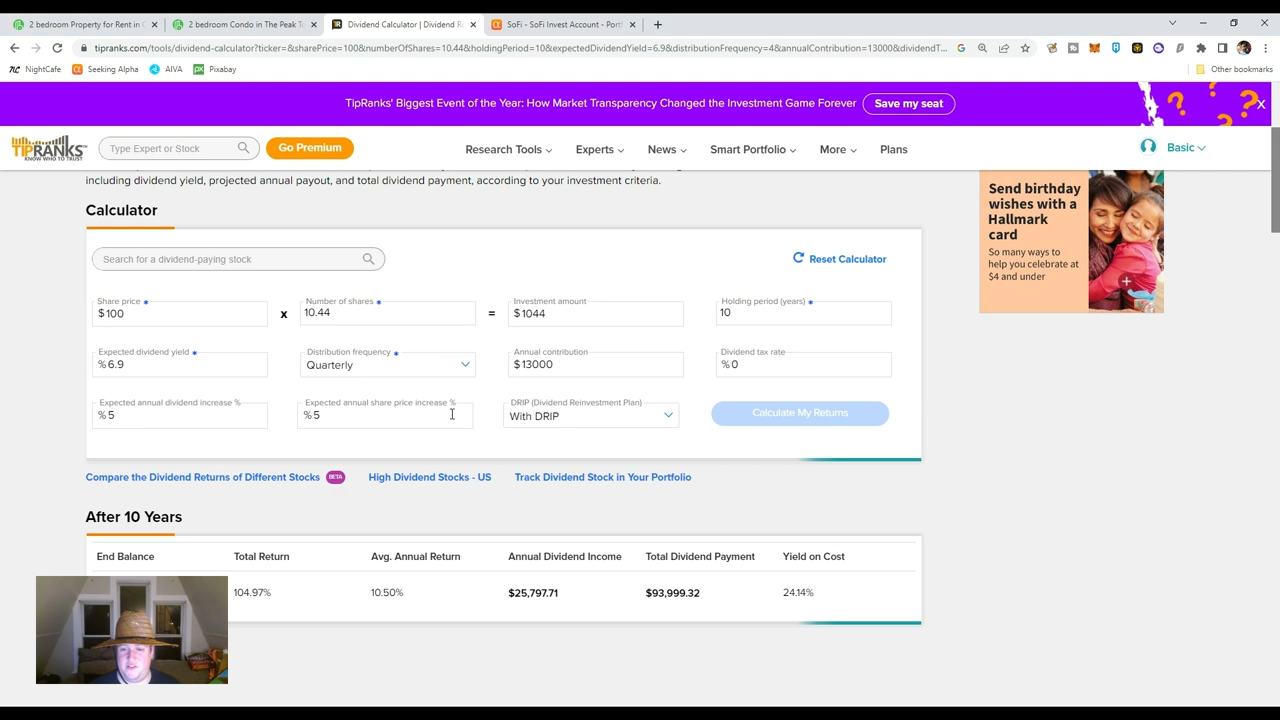 2 bedroom Property for Rent in C
2 bedroom Condo in The Peak T
Dividend Calculator | Dividend R
SoFi - SoFi Invest Account - Port
tipranks.com/tools/dividend-calculator?ticker=&sharePrice=100&numberOfShares=10.44&holdingPeriod=10&expectedDividendYield=6.9&distributionFrequency=4&annualContribution=13000&dividendT...
NightCafe
Seeking Alpha
AIVA
Pixabay
Other bookmarks
TipRanks' Biggest Event of the Year: How Market Transparency Changed the Investment Game Forever
Save my seat
X
TIPRANKS
KNOW WHO TO TRUST
Type Expert or Stock
Go Premium
Research Tools
Experts
News
Smart Portfolio
More
Plans
Basic
including dividend yield, projected annual payout, and total dividend payment, according to your investment criteria.
Calculator
Search for a dividend-paying stock
Reset Calculator
Share price *
$100
x
Number of shares *
10.44
=
Investment amount
$1044
Holding period (years) *
10
Expected dividend yield *
%6.9
Distribution frequency *
Quarterly
Annual contribution
$13000
Dividend tax rate
%0
Expected annual dividend increase %
%5
Expected annual share price increase %
%5
DRIP (Dividend Reinvestment Plan)
With DRIP
Calculate My Returns
Compare the Dividend Returns of Different Stocks BETA
High Dividend Stocks - US
Track Dividend Stock in Your Portfolio
After 10 Years
End Balance
Total Return
Avg. Annual Return
Annual Dividend Income
Total Dividend Payment
Yield on Cost
104.97%
10.50%
$25,797.71
$93,999.32
24.14%
Send birthday
wishes with a
Hallmark
card
So many ways to
help you celebrate at
$4 and under